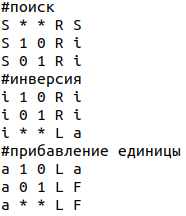 #поиск
S * * R S
S 1 0 R i
S 0 1 R i
#инверсия
i 1 0 R i
i 0 1 R i
i * * L a
#прибавление единицы
a 1 0 L a
a 0 1 L F
a * * L F